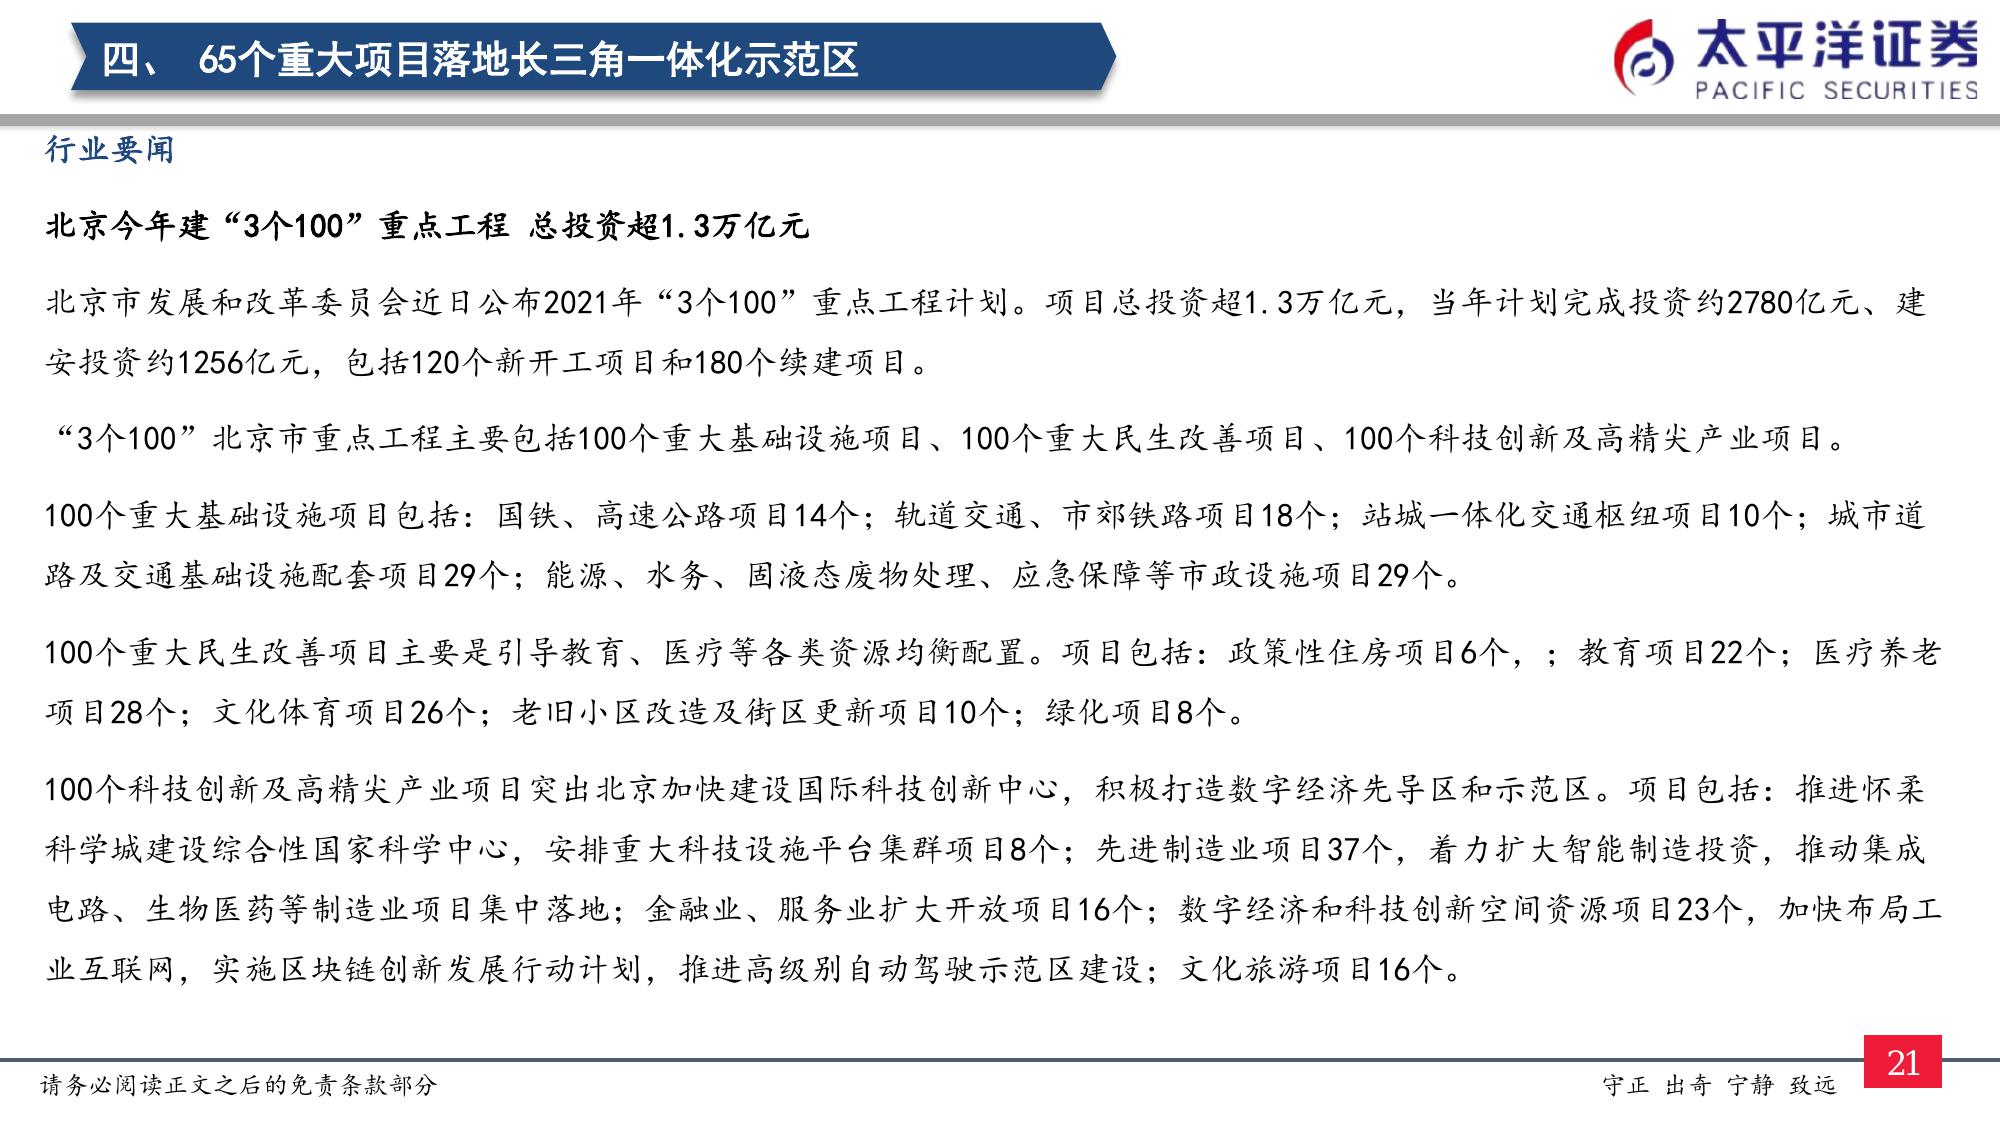 四、 65个重大项目落地长三角一体化示范区
太平洋证券
PACIFIC SECURITIES
行业要闻
北京今年建“3个100”重点工程 总投资超1.3万亿元
北京市发展和改革委员会近日公布2021年“3个100”重点工程计划。项目总投资超1.3万亿元，当年计划完成投资约2780亿元、建
安投资约1256亿元，包括120个新开工项目和180个续建项目。
“3个100”北京市重点工程主要包括100个重大基础设施项目、100个重大民生改善项目、100个科技创新及高精尖产业项目。
100个重大基础设施项目包括：国铁、高速公路项目14个；轨道交通、市郊铁路项目18个；站城一体化交通枢纽项目10个；城市道
路及交通基础设施配套项目29个；能源、水务、固液态废物处理、应急保障等市政设施项目29个。
100个重大民生改善项目主要是引导教育、医疗等各类资源均衡配置。项目包括：政策性住房项目6个，；教育项目22个；医疗养老
项目28个；文化体育项目26个；老旧小区改造及街区更新项目10个；绿化项目8个。
100个科技创新及高精尖产业项目突出北京加快建设国际科技创新中心，积极打造数字经济先导区和示范区。项目包括：推进怀柔
科学城建设综合性国家科学中心，安排重大科技设施平台集群项目8个；先进制造业项目37个，着力扩大智能制造投资，推动集成
电路、生物医药等制造业项目集中落地；金融业、服务业扩大开放项目16个；数字经济和科技创新空间资源项目23个，加快布局工
业互联网，实施区块链创新发展行动计划，推进高级别自动驾驶示范区建设；文化旅游项目16个。
请务必阅读正文之后的免责条款部分
守正 出奇 宁静 致远
21